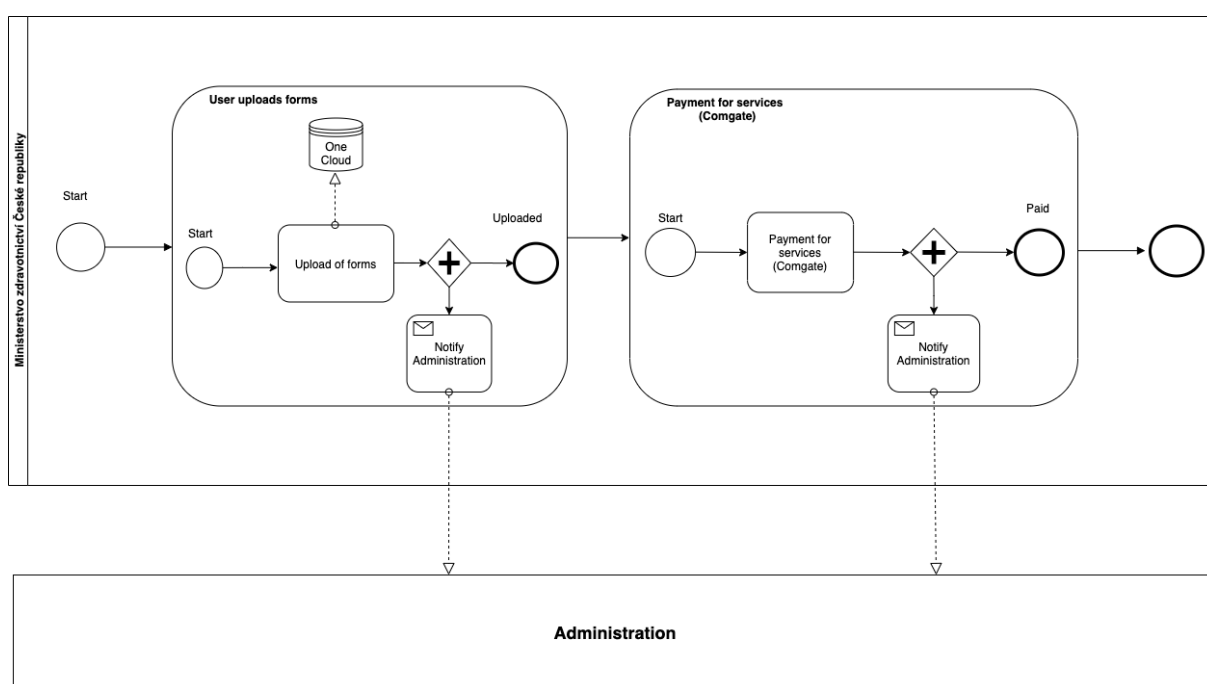 Ministerstvo zdravotnictví České republiky
Start
User uploads forms
One
Cloud
Start
Upload of forms
Uploaded
Notify
Administration
Payment for services
(Comgate)
Start
Payment for
services
(Comgate)
Paid
Notify
Administration
Administration